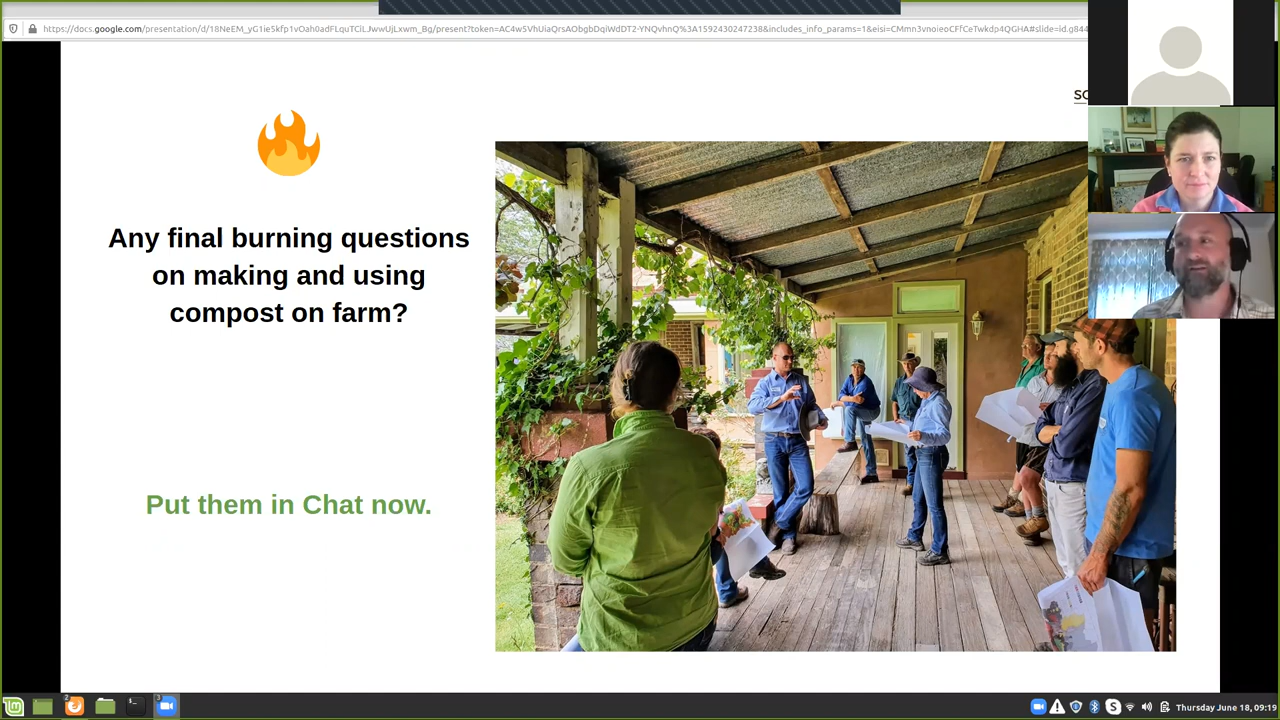 https://docs.google.com/presentation/d/18NeEM_yG1ie5kfp1vOah0adFLquTCiLJwwUjLxwm_Bg/present?token=AC4w5VhUiaQrsAObgbDqiWdDT2-YNQvhnQ%3A1592430247238&includes_info_params=1&eisi=CMmn3vnoIeoCFfCeTwkdp4QGHA#slide=id.g844
Any final burning questions
on making and using
compost on farm?
Put them in Chat now.
Thursday June 18, 09:19